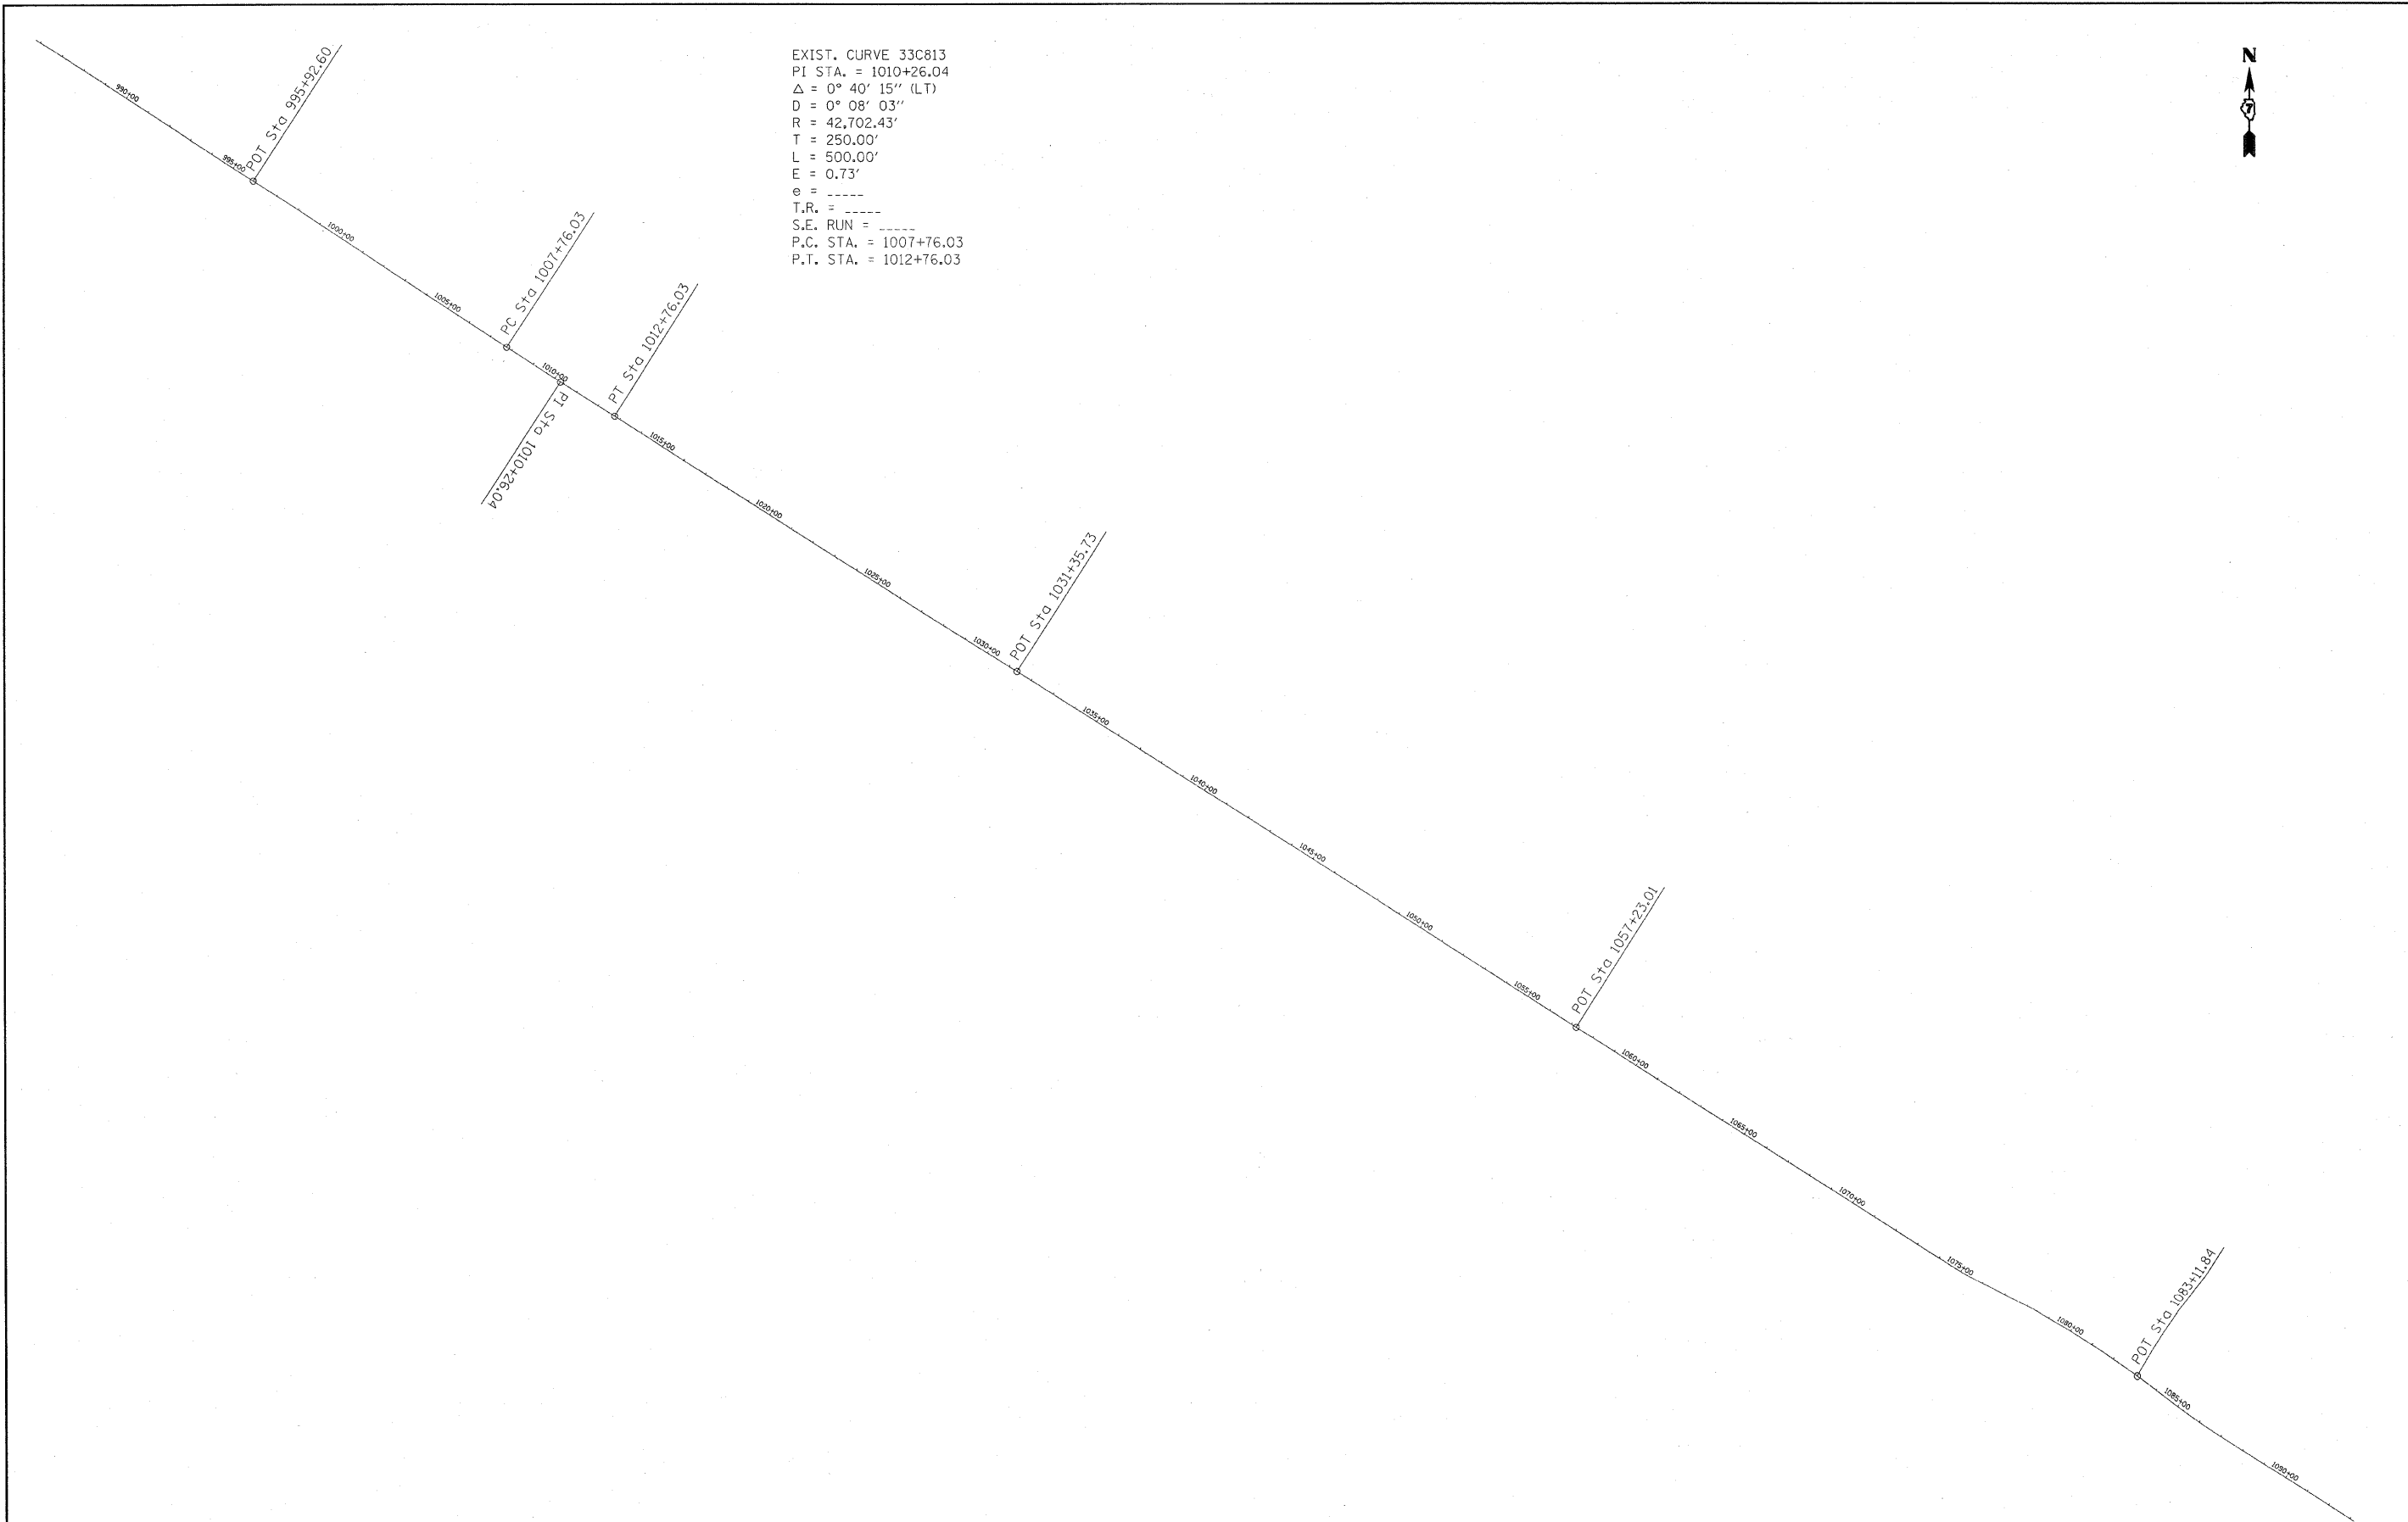 EXIST. CURVE 33C813
PI STA. = 1010+26.04
Δ = 0° 40' 15" (LT)
D = 0° 08' 03"
R = 42,702.43'
T = 250.00'
L = 500.00'
E = 0.73'
e = _____
T.R. = _____
S.E. RUN = _____
P.C. STA. = 1007+76.03
P.T. STA. = 1012+76.03
N
7
990+00
995+00
POT Sta 995+92.60
1000+00
1005+00
PC Sta 1007+76.03
1010+00
PI Sta 1010+26.04
PT Sta 1012+76.03
1015+00
1020+00
1025+00
1030+00
POT Sta 1031+35.73
1035+00
1040+00
1045+00
1050+00
1055+00
POT Sta 1057+23.01
1060+00
1065+00
1070+00
1075+00
1080+00
POT Sta 1083+11.84
1085+00
1090+00